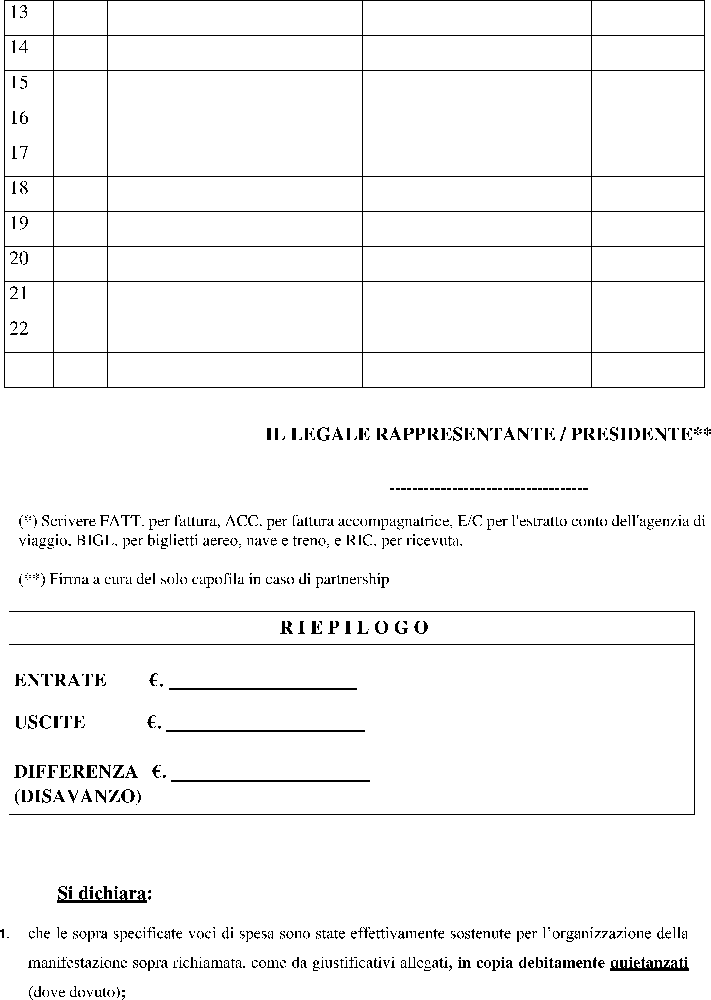 13
14
15
16
17
18
19
20
21
22
IL LEGALE RAPPRESENTANTE / PRESIDENTE**
-----------------------------------
(*) Scrivere FATT. per fattura, ACC. per fattura accompagnatrice, E/C per l'estratto conto dell'agenzia di
viaggio, BIGL. per biglietti aereo, nave e treno, e RIC. per ricevuta.
(**) Firma a cura del solo capofila in caso di partnership
R I E P I L O G O
ENTRATE €. ____________________
USCITE €. _____________________
DIFFERENZA €. _____________________
(DISAVANZO)
Si dichiara:
1. che le sopra specificate voci di spesa sono state effettivamente sostenute per l’organizzazione della
manifestazione sopra richiamata, come da giustificativi allegati, in copia debitamente quietanzati
(dove dovuto);